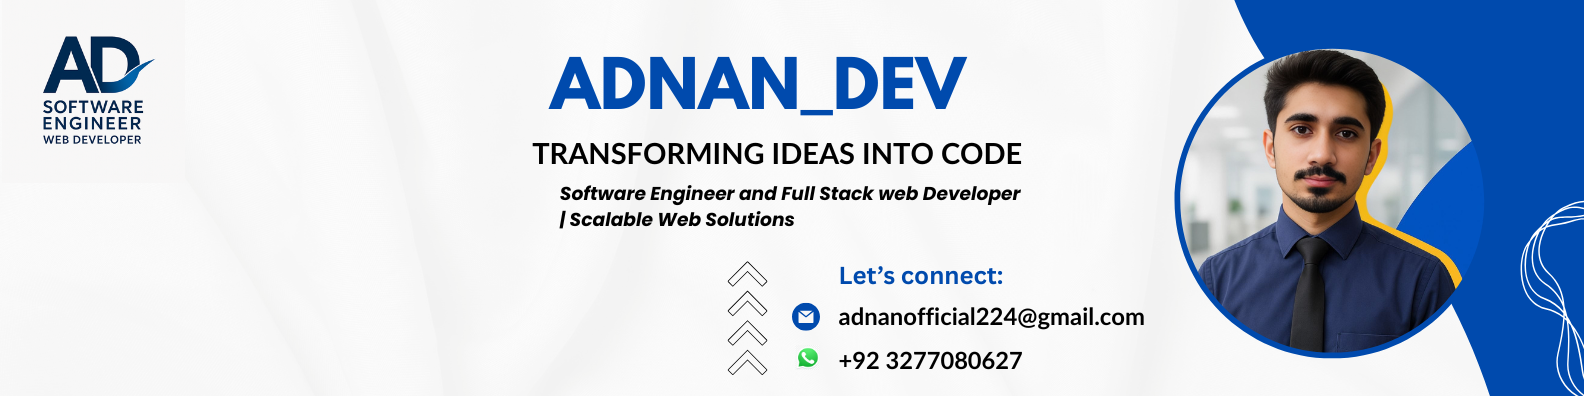 AD
SOFTWARE
ENGINEER
WEB DEVELOPER
ADNAN_DEV
TRANSFORMING IDEAS INTO CODE
Software Engineer and Full Stack web Developer
| Scalable Web Solutions
Let's connect:
adnanofficial224@gmail.com
+92 3277080627